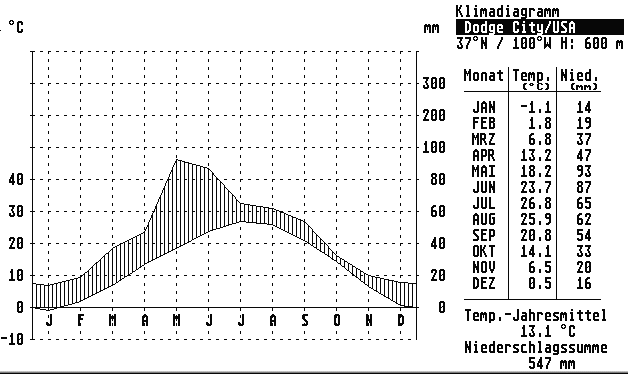 °C
mm
300
200
100
40 80
30 60
20 40
10 20
0 0
-10
J F M A M J J A S O N D
Klimadiagramm
Dodge City/USA
37°N / 100°W H: 600 m
Monat Temp. Nied.
(°C) (mm)
JAN -1.1 14
FEB 1.8 19
MRZ 6.8 37
APR 13.2 47
MAI 18.2 93
JUN 23.7 87
JUL 26.8 65
AUG 25.9 62
SEP 20.8 54
OKT 14.1 33
NOV 6.5 20
DEZ 0.5 16
Temp.-Jahresmittel
13.1 °C
Niederschlagssumme
547 mm